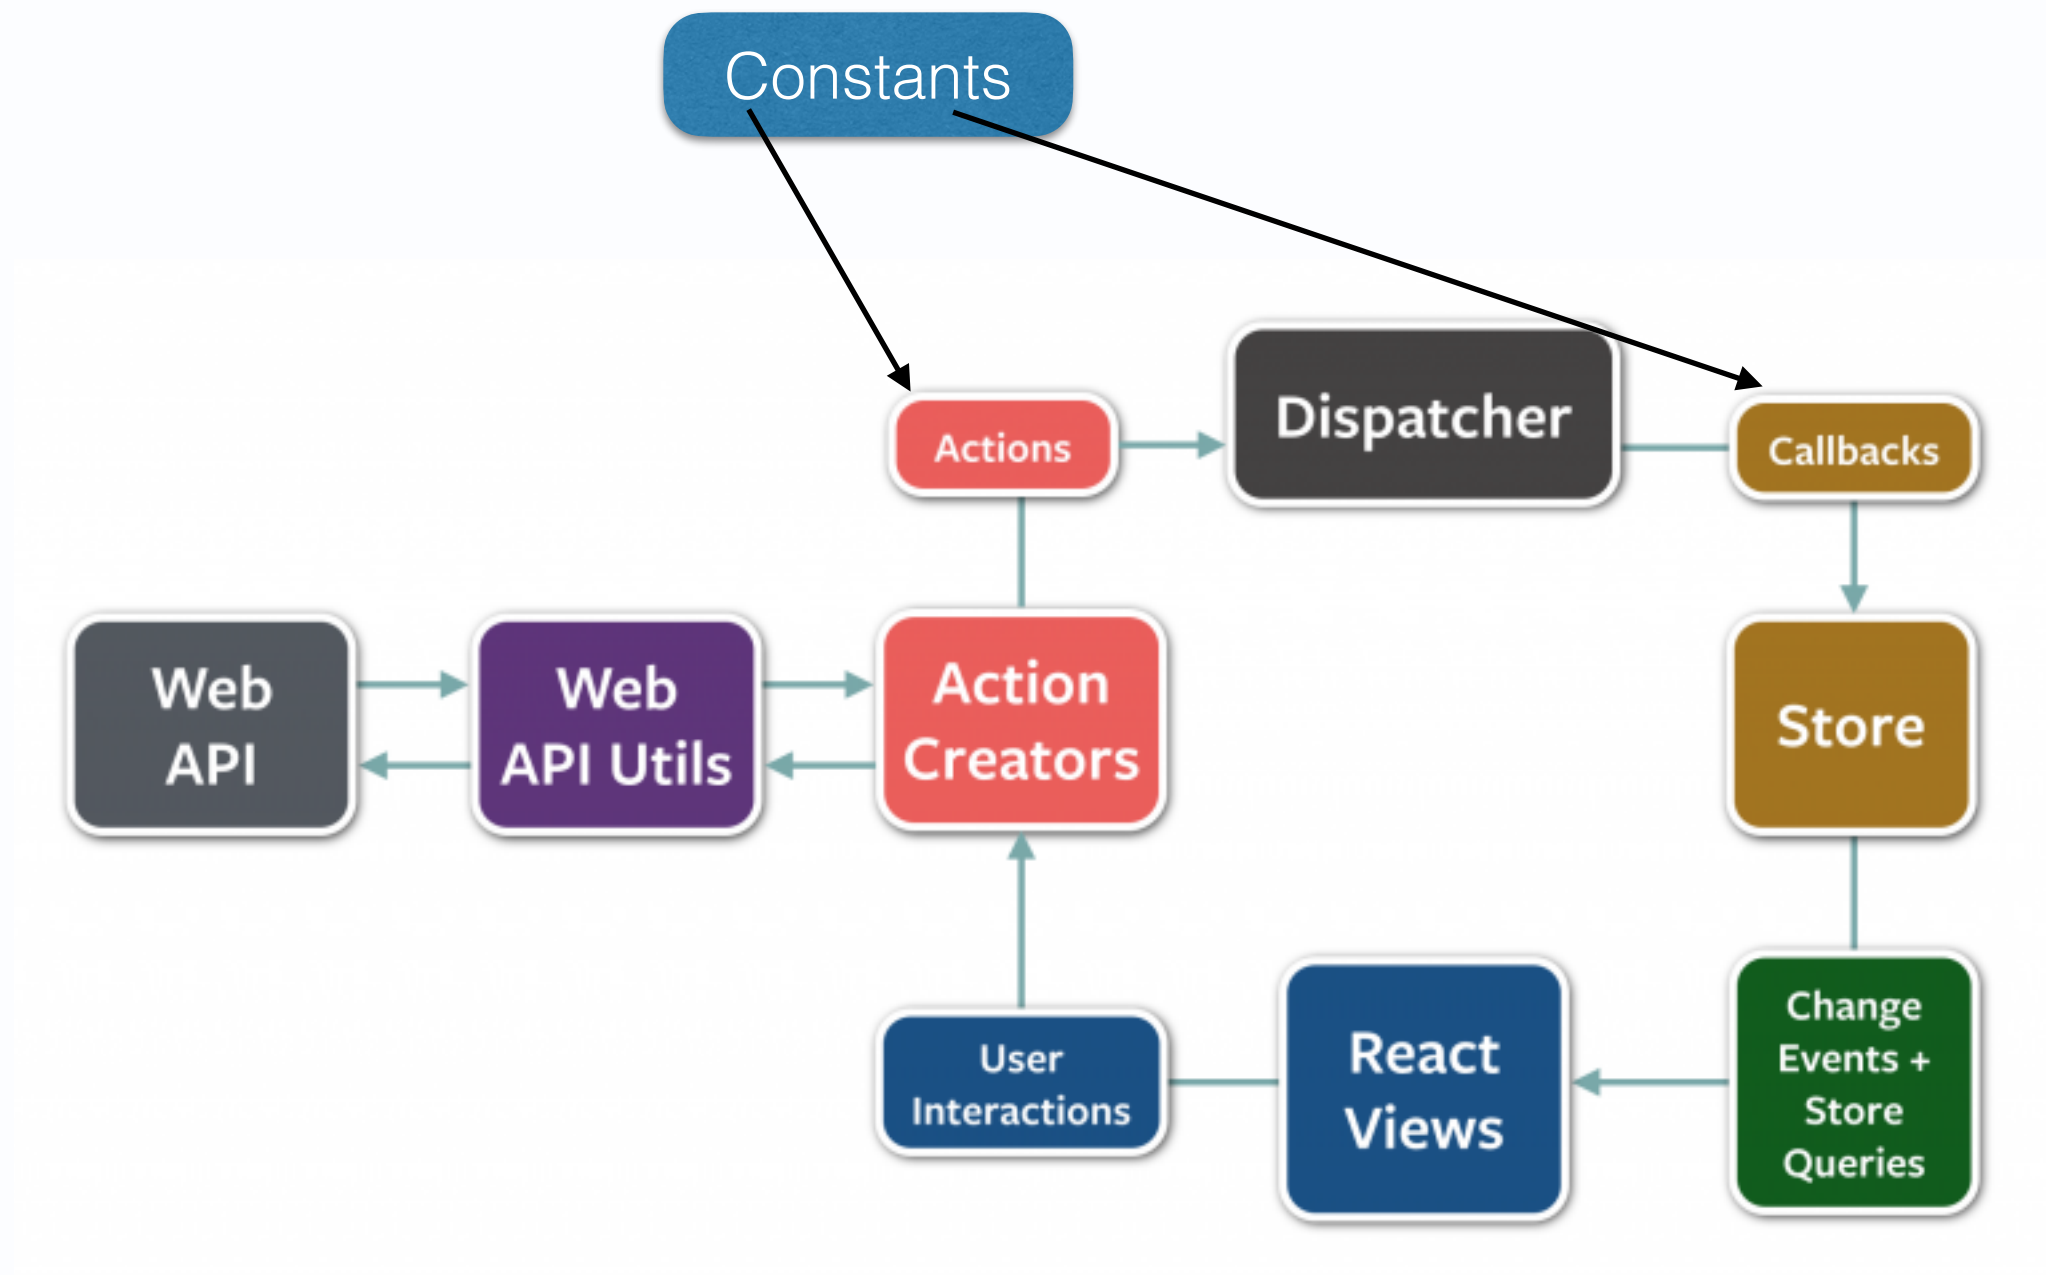 Constants
Actions
Dispatcher
Callbacks
Web
API
Web
API Utils
Action
Creators
Store
User
Interactions
React
Views
Change
Events +
Store
Queries